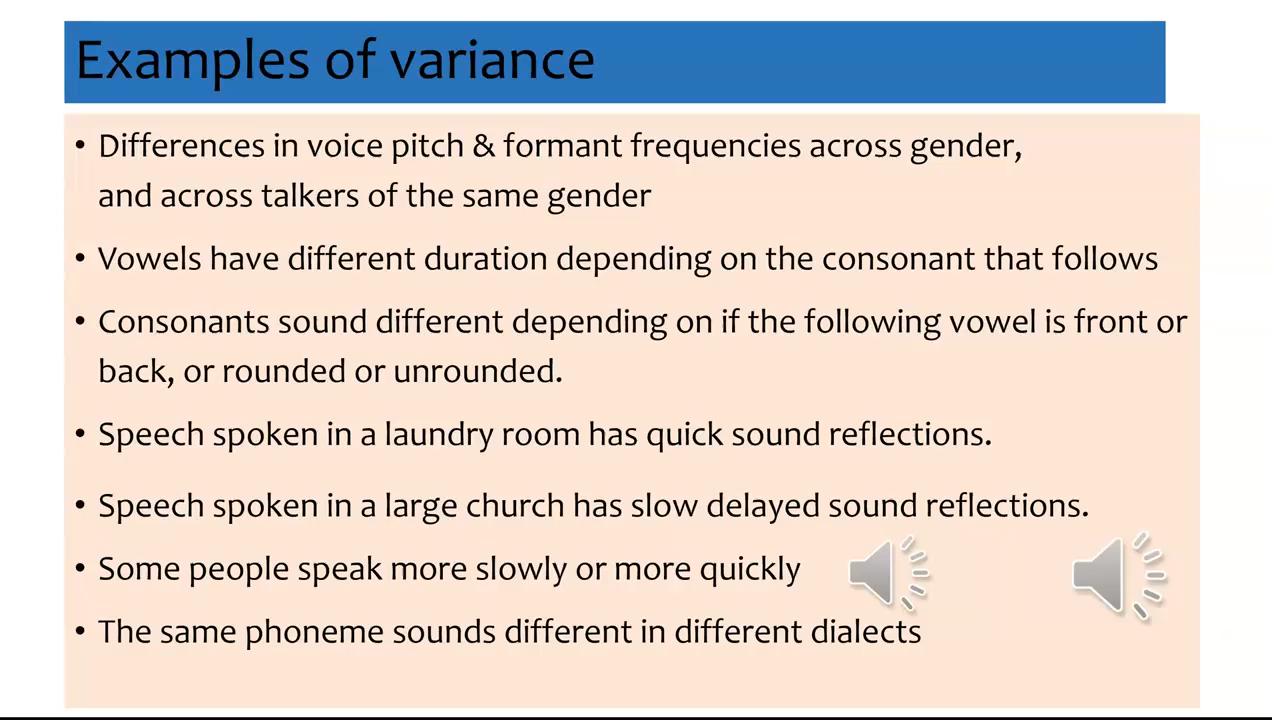 Examples of variance
• Differences in voice pitch & formant frequencies across gender,
and across talkers of the same gender
• Vowels have different duration depending on the consonant that follows
• Consonants sound different depending on if the following vowel is front or
back, or rounded or unrounded.
• Speech spoken in a laundry room has quick sound reflections.
• Speech spoken in a large church has slow delayed sound reflections.
• Some people speak more slowly or more quickly
• The same phoneme sounds different in different dialects